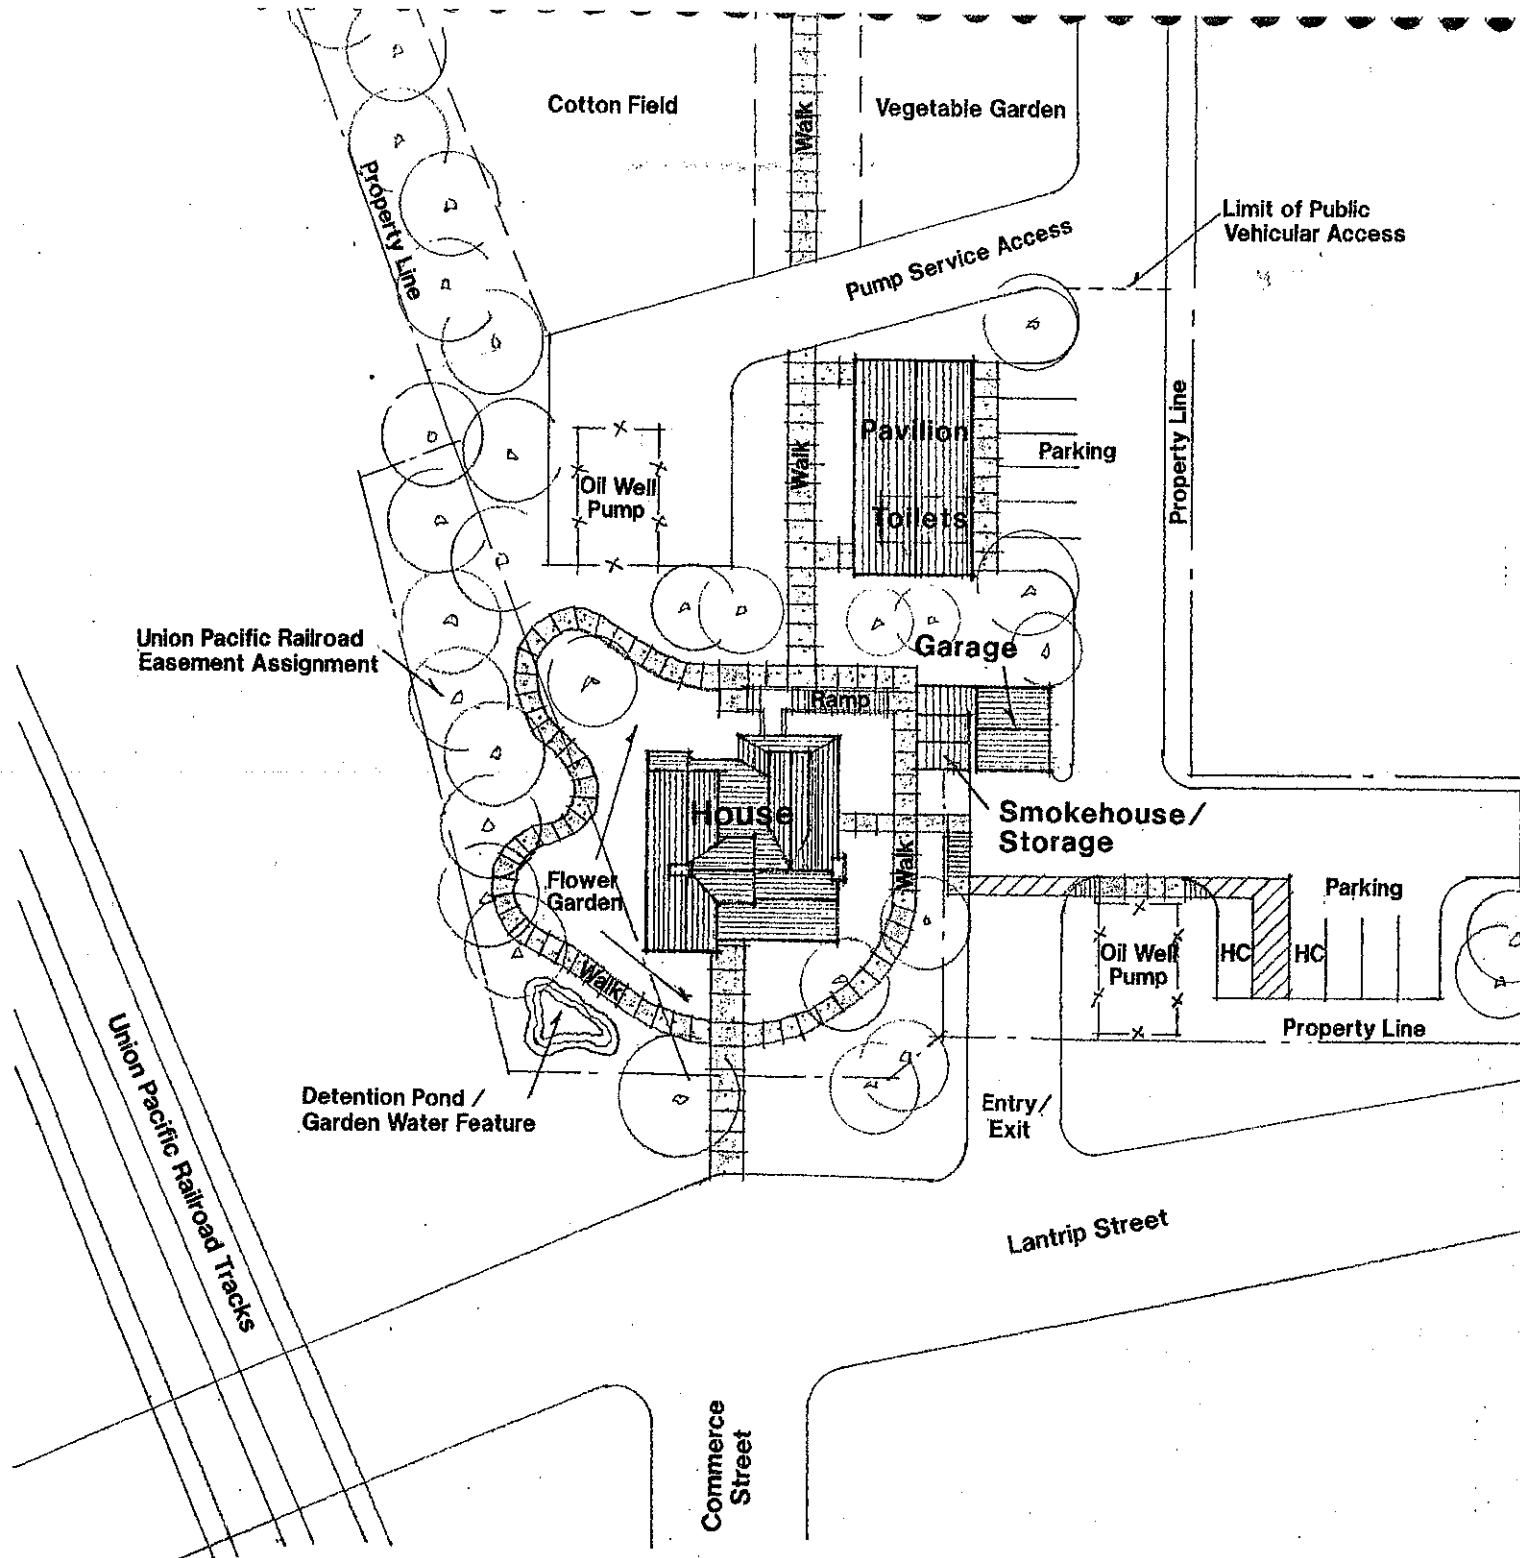 Cotton Field
Walk
Vegetable Garden
Property Line
Limit of Public
Vehicular Access
Pump Service Access
Property Line
Walk
Pavilion
Parking
Oil Well
Pump
Toilets
Union Pacific Railroad
Easement Assignment
Garage
Ramp
House
Smokehouse/
Storage
Walk
Flower
Garden
Parking
Walk
Oil Well
Pump
HC
HC
Property Line
Detention Pond /
Garden Water Feature
Entry/
Exit
Union Pacific Railroad Tracks
Lantrip Street
Commerce
Street